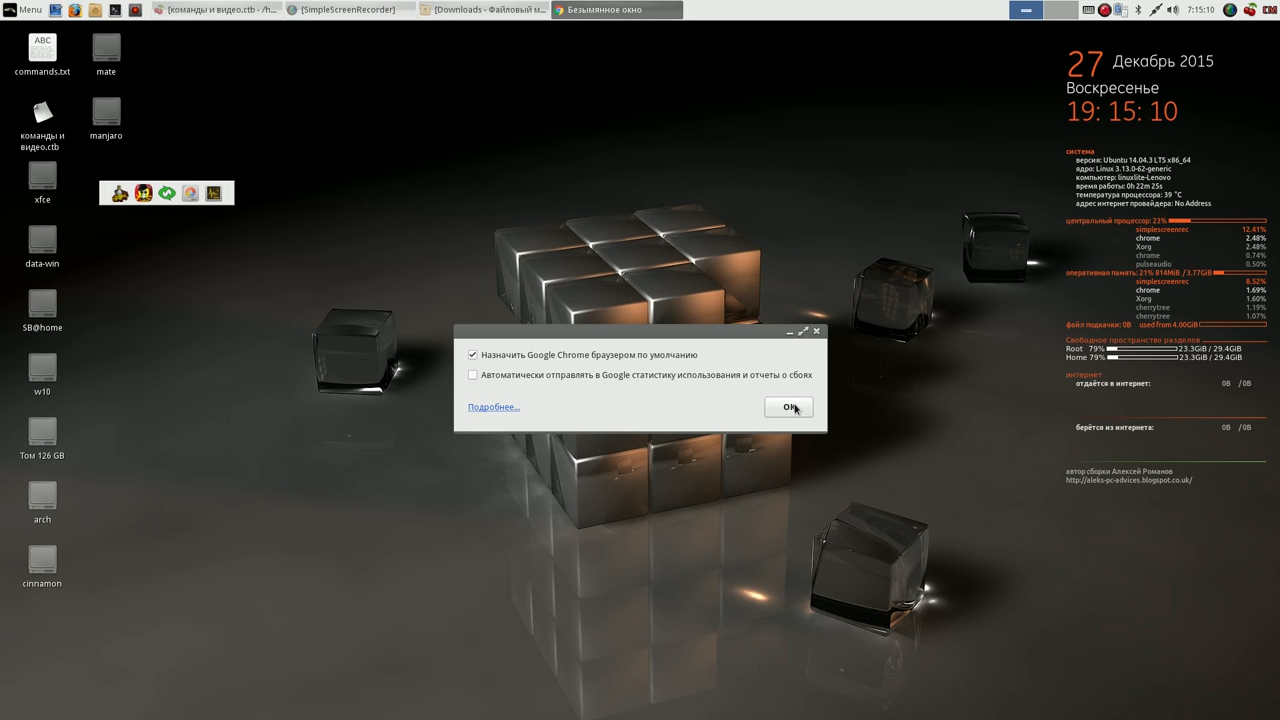 Menu
[команды и видео.ctb - /h...
[SimpleScreenRecorder]
[Downloads - Файловый м...
Безымянное окно
7:15:10
ABC
commands.txt
mate
команды и
видео.ctb
manjaro
xfce
data-win
SB@home
w10
Том 126 GB
arch
cinnamon
Назначить Google Chrome браузером по умолчанию
Автоматически отправлять в Google статистику использования и отчеты о сбоях
Подробнее...
OK
27 Декабрь 2015
Воскресенье
19: 15: 10
система
версия: Ubuntu 14.04.3 LTS x86_64
ядро: Linux 3.13.0-62-generic
компьютер: linuxlite-Lenovo
время работы: 0h 22m 25s
температура процессора: 39 °C
адрес интернет провайдера: No Address
центральный процессор: 23%
simplescreenrec 12.41%
chrome 2.48%
Xorg 2.48%
chrome 0.74%
pulseaudio 0.50%
оперативная память: 21% 814MiB / 3.77GiB
simplescreenrec 8.52%
chrome 1.69%
Xorg 1.60%
cherrytree 1.19%
cherrytree 1.07%
файл подкачки: 0B used from 4.00GiB
Свободное пространство разделов
Root 79% 23.3GiB / 29.4GiB
Home 79% 23.3GiB / 29.4GiB
интернет
отдаётся в интернет: 0B /0B
берётся из интернета: 0B /0B
автор сборки Алексей Романов
http://aleks-pc-advices.blogspot.co.uk/